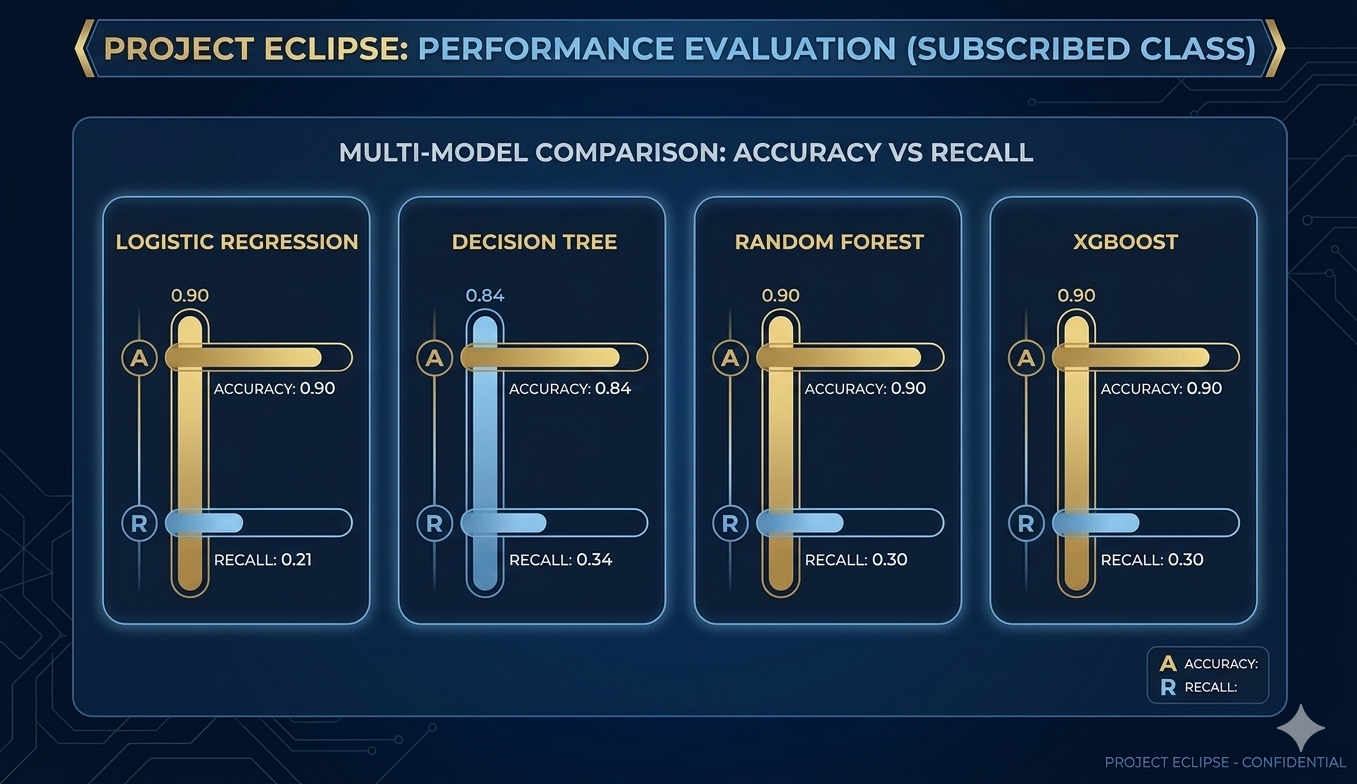 PROJECT ECLIPSE: PERFORMANCE EVALUATION (SUBSCRIBED CLASS)
MULTI-MODEL COMPARISON: ACCURACY VS RECALL
LOGISTIC REGRESSION
0.90
A
ACCURACY: 0.90
R
RECALL: 0.21
DECISION TREE
0.84
A
ACCURACY: 0.84
R
RECALL: 0.34
RANDOM FOREST
0.90
A
ACCURACY: 0.90
R
RECALL: 0.30
XGBOOST
0.90
A
ACCURACY: 0.90
R
RECALL: 0.30
A ACCURACY:
R RECALL:
PROJECT ECLIPSE - CONFIDENTIAL